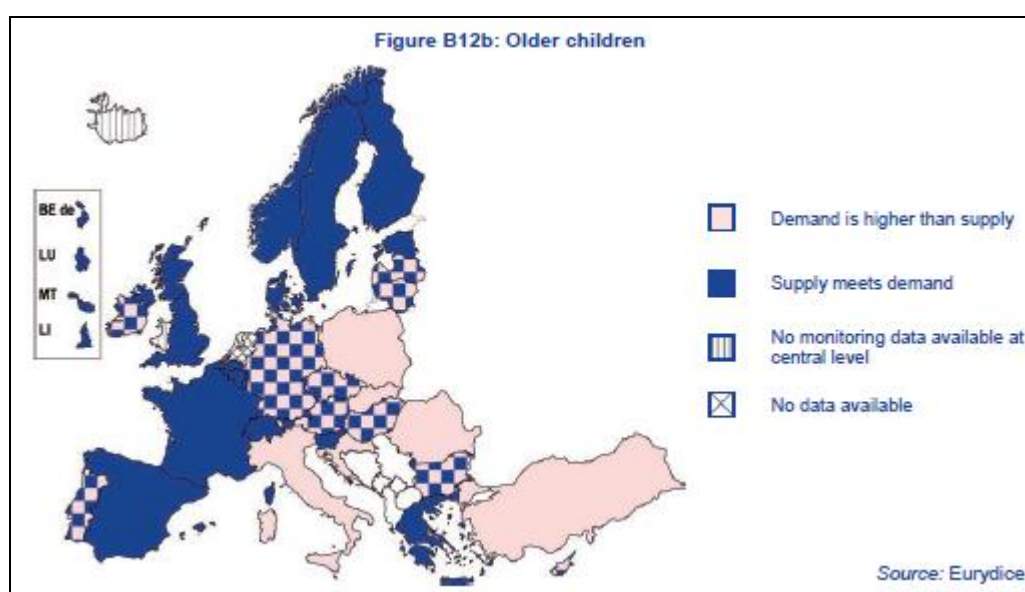 Figure B12b: Older children
BE de
LU
MT
LI
Demand is higher than supply
Supply meets demand
No monitoring data available at
central level
No data available
Source: Eurydice